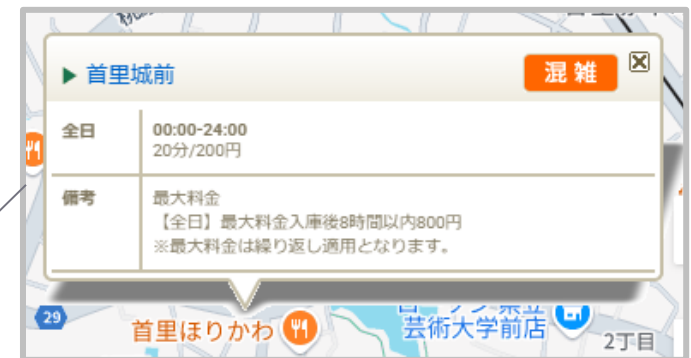 ▶ 首里城前
混雑
全日
00:00-24:00
20分/200円
備考
最大料金
【全日】最大料金入庫後8時間以内800円
※最大料金は繰り返し適用となります。
29
首里ほりかわ
芸術大学前店
2丁目